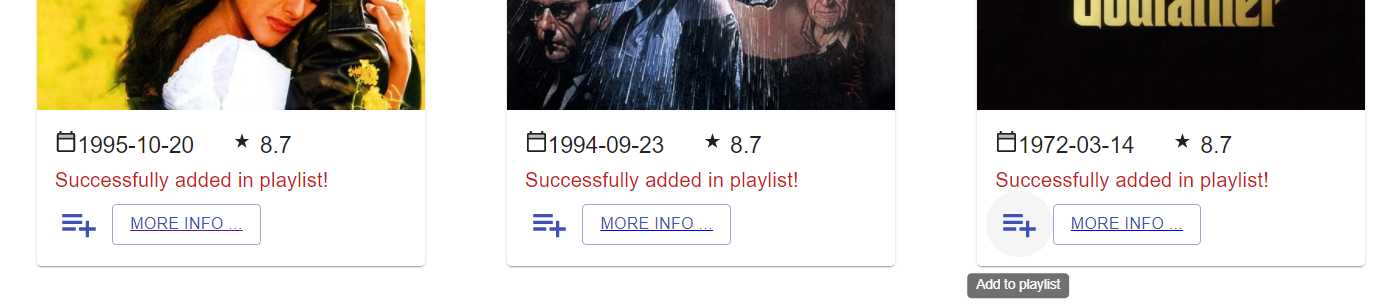 Godfather
1995-10-20 ★ 8.7
Successfully added in playlist!
MORE INFO ...
1994-09-23 ★ 8.7
Successfully added in playlist!
MORE INFO ...
1972-03-14 ★ 8.7
Successfully added in playlist!
MORE INFO ...
Add to playlist